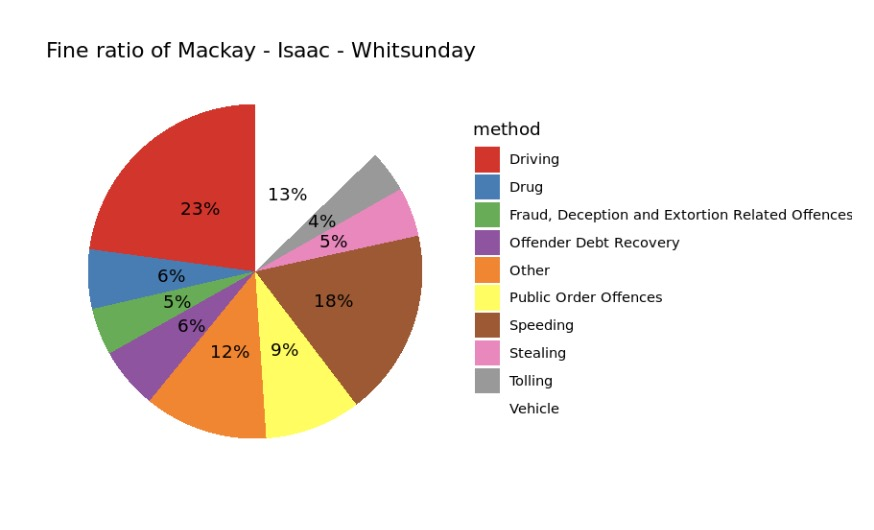 Fine ratio of Mackay - Isaac - Whitsunday
13%
23%
4%
5%
6%
5%
18%
6%
12%
9%
method
Driving
Drug
Fraud, Deception and Extortion Related Offences
Offender Debt Recovery
Other
Public Order Offences
Speeding
Stealing
Tolling
Vehicle